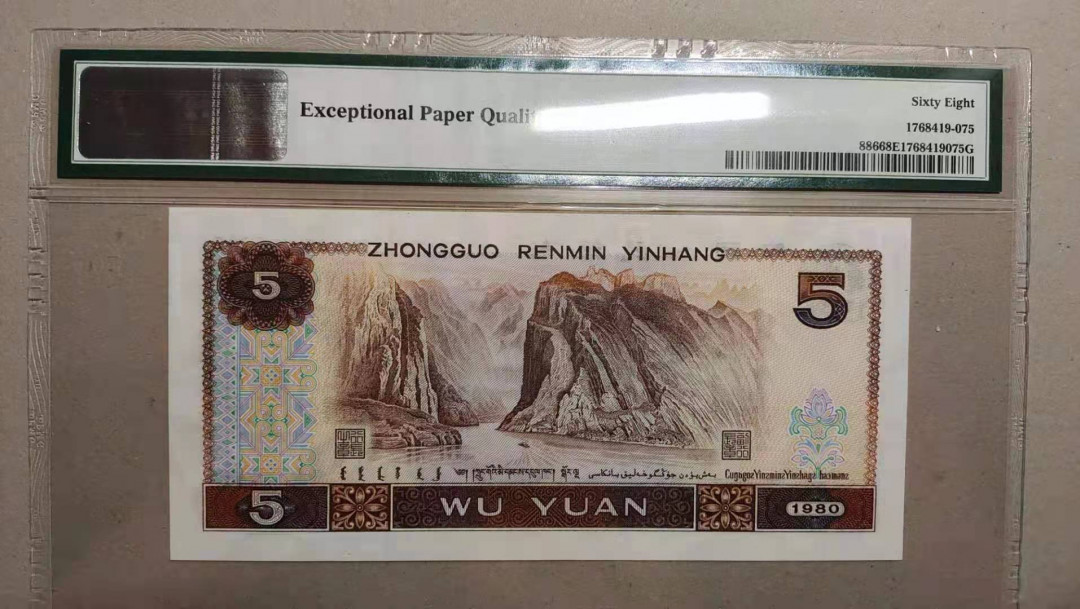 Exceptional Paper Quali
Sixty Eight
1768419-075
88668E1768419075G
ZHONGGUO RENMIN YINHANG
5
5
5
WU YUAN
1980